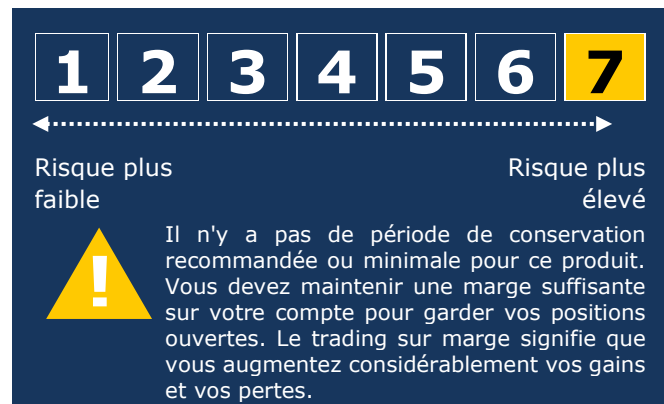 1 2 3 4 5 6 7
Risque plus faible
Risque plus élevé
!
Il n'y a pas de période de conservation
recommandée ou minimale pour ce produit.
Vous devez maintenir une marge suffisante
sur votre compte pour garder vos positions
ouvertes. Le trading sur marge signifie que
vous augmentez considérablement vos gains
et vos pertes.